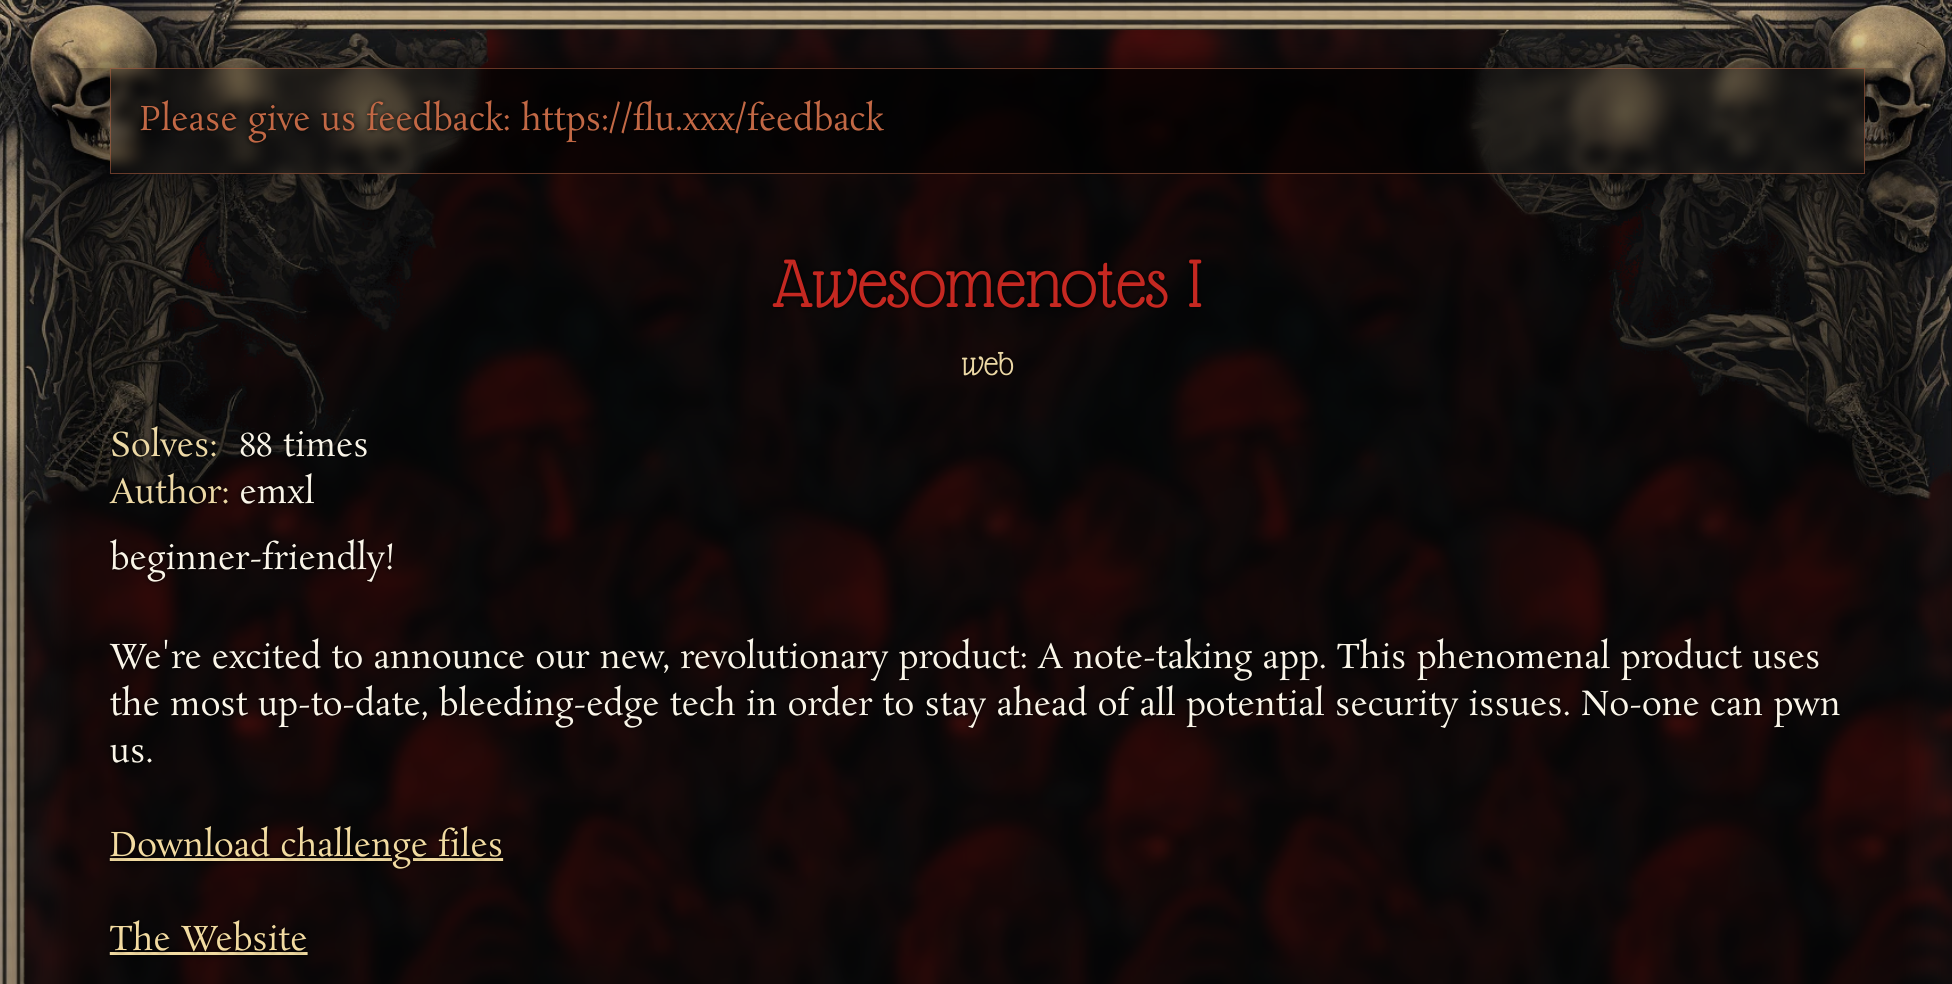 Please give us feedback: https://flu.xxx/feedback
Awesomenotes I
web
Solves: 88 times
Author: emxl
beginner-friendly!
We're excited to announce our new, revolutionary product: A note-taking app. This phenomenal product uses
the most up-to-date, bleeding-edge tech in order to stay ahead of all potential security issues. No-one can pwn
us.
Download challenge files
The Website